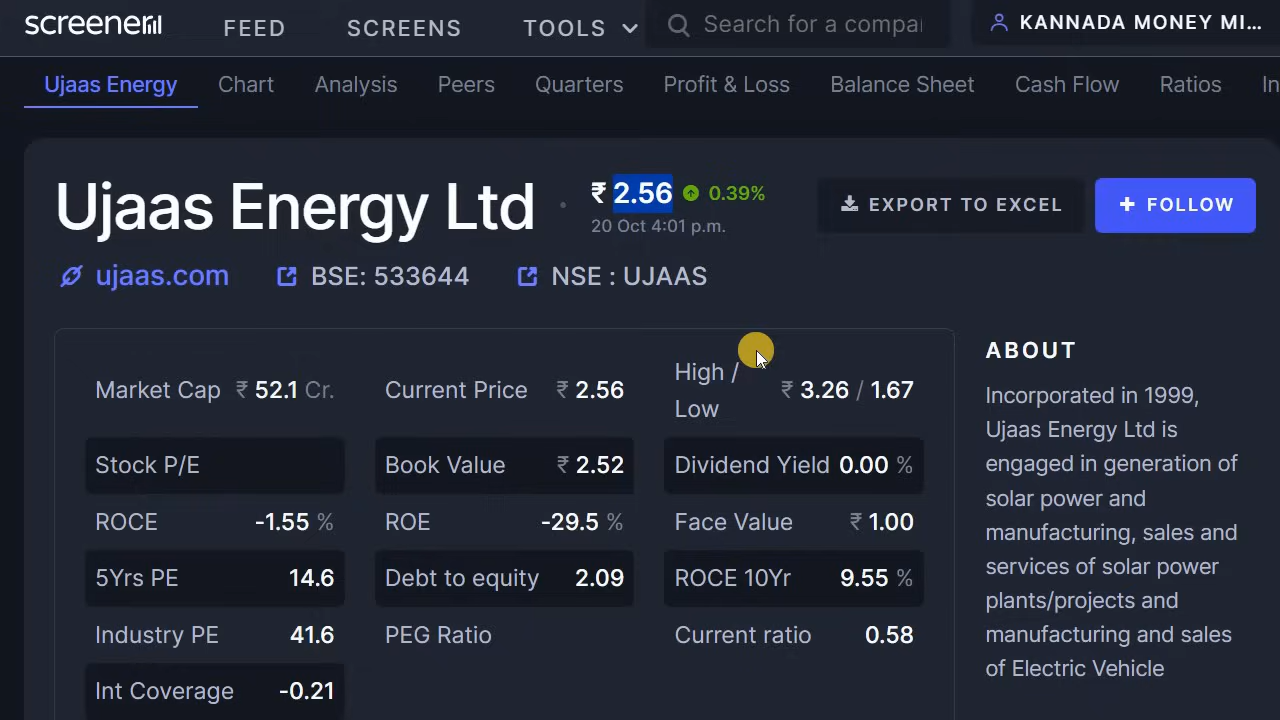 screener
FEED SCREENS TOOLS Search for a compa KANNADA MONEY MI...
Ujaas Energy Chart Analysis Peers Quarters Profit & Loss Balance Sheet Cash Flow Ratios In
Ujaas Energy Ltd · ₹ 2.56 0.39%
20 Oct 4:01 p.m.
EXPORT TO EXCEL + FOLLOW
ujaas.com BSE: 533644 NSE : UJAAS
Market Cap ₹ 52.1 Cr. Current Price ₹ 2.56 High / Low ₹ 3.26 / 1.67
Stock P/E Book Value ₹ 2.52 Dividend Yield 0.00 %
ROCE -1.55 % ROE -29.5 % Face Value ₹ 1.00
5Yrs PE 14.6 Debt to equity 2.09 ROCE 10Yr 9.55 %
Industry PE 41.6 PEG Ratio Current ratio 0.58
Int Coverage -0.21
ABOUT
Incorporated in 1999,
Ujaas Energy Ltd is
engaged in generation of
solar power and
manufacturing, sales and
services of solar power
plants/projects and
manufacturing and sales
of Electric Vehicle